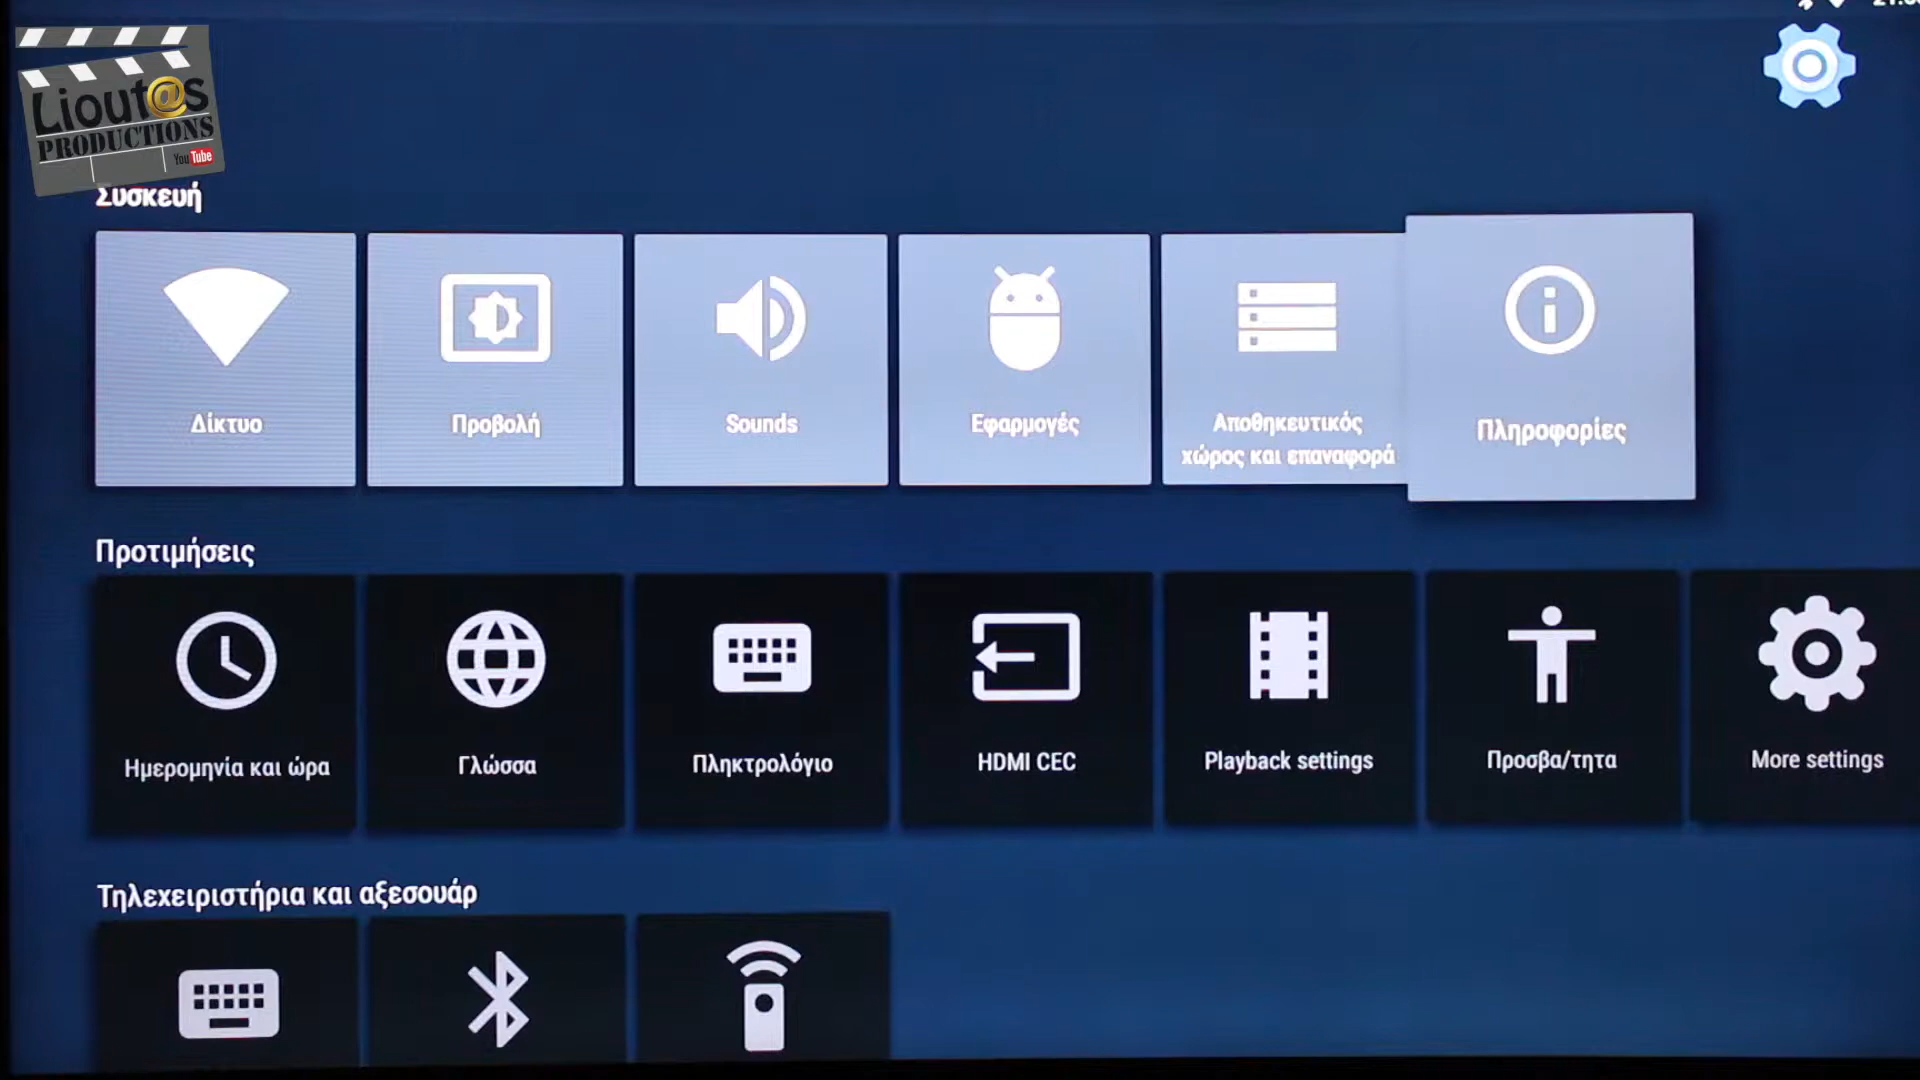 Liout@s
PRODUCTIONS
YouTube
Συσκευή
Δίκτυο
Προβολή
Sounds
Εφαρμογές
Αποθηκευτικός
χώρος και επαναφορά
Πληροφορίες
Προτιμήσεις
Ημερομηνία και ώρα
Γλώσσα
Πληκτρολόγιο
HDMI CEC
Playback settings
Προσβα/τητα
More settings
Τηλεχειριστήρια και αξεσουάρ